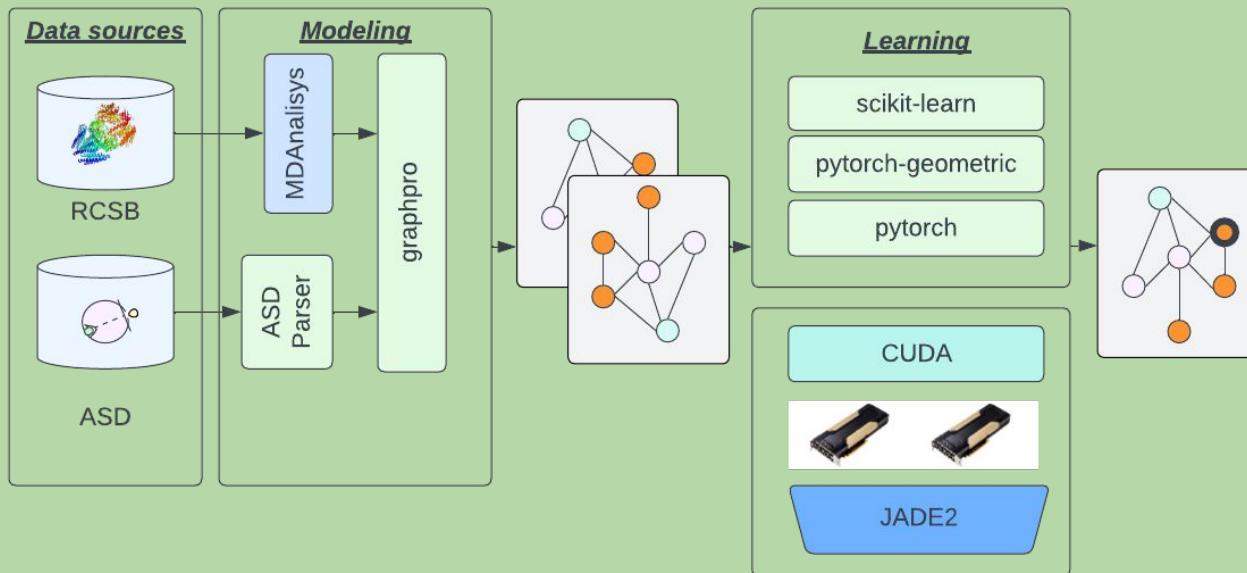 Data sources
RCSB
ASD
Modeling
MDAnalisys
ASD
Parser
graphpro
Learning
scikit-learn
pytorch-geometric
pytorch
CUDA
JADE2